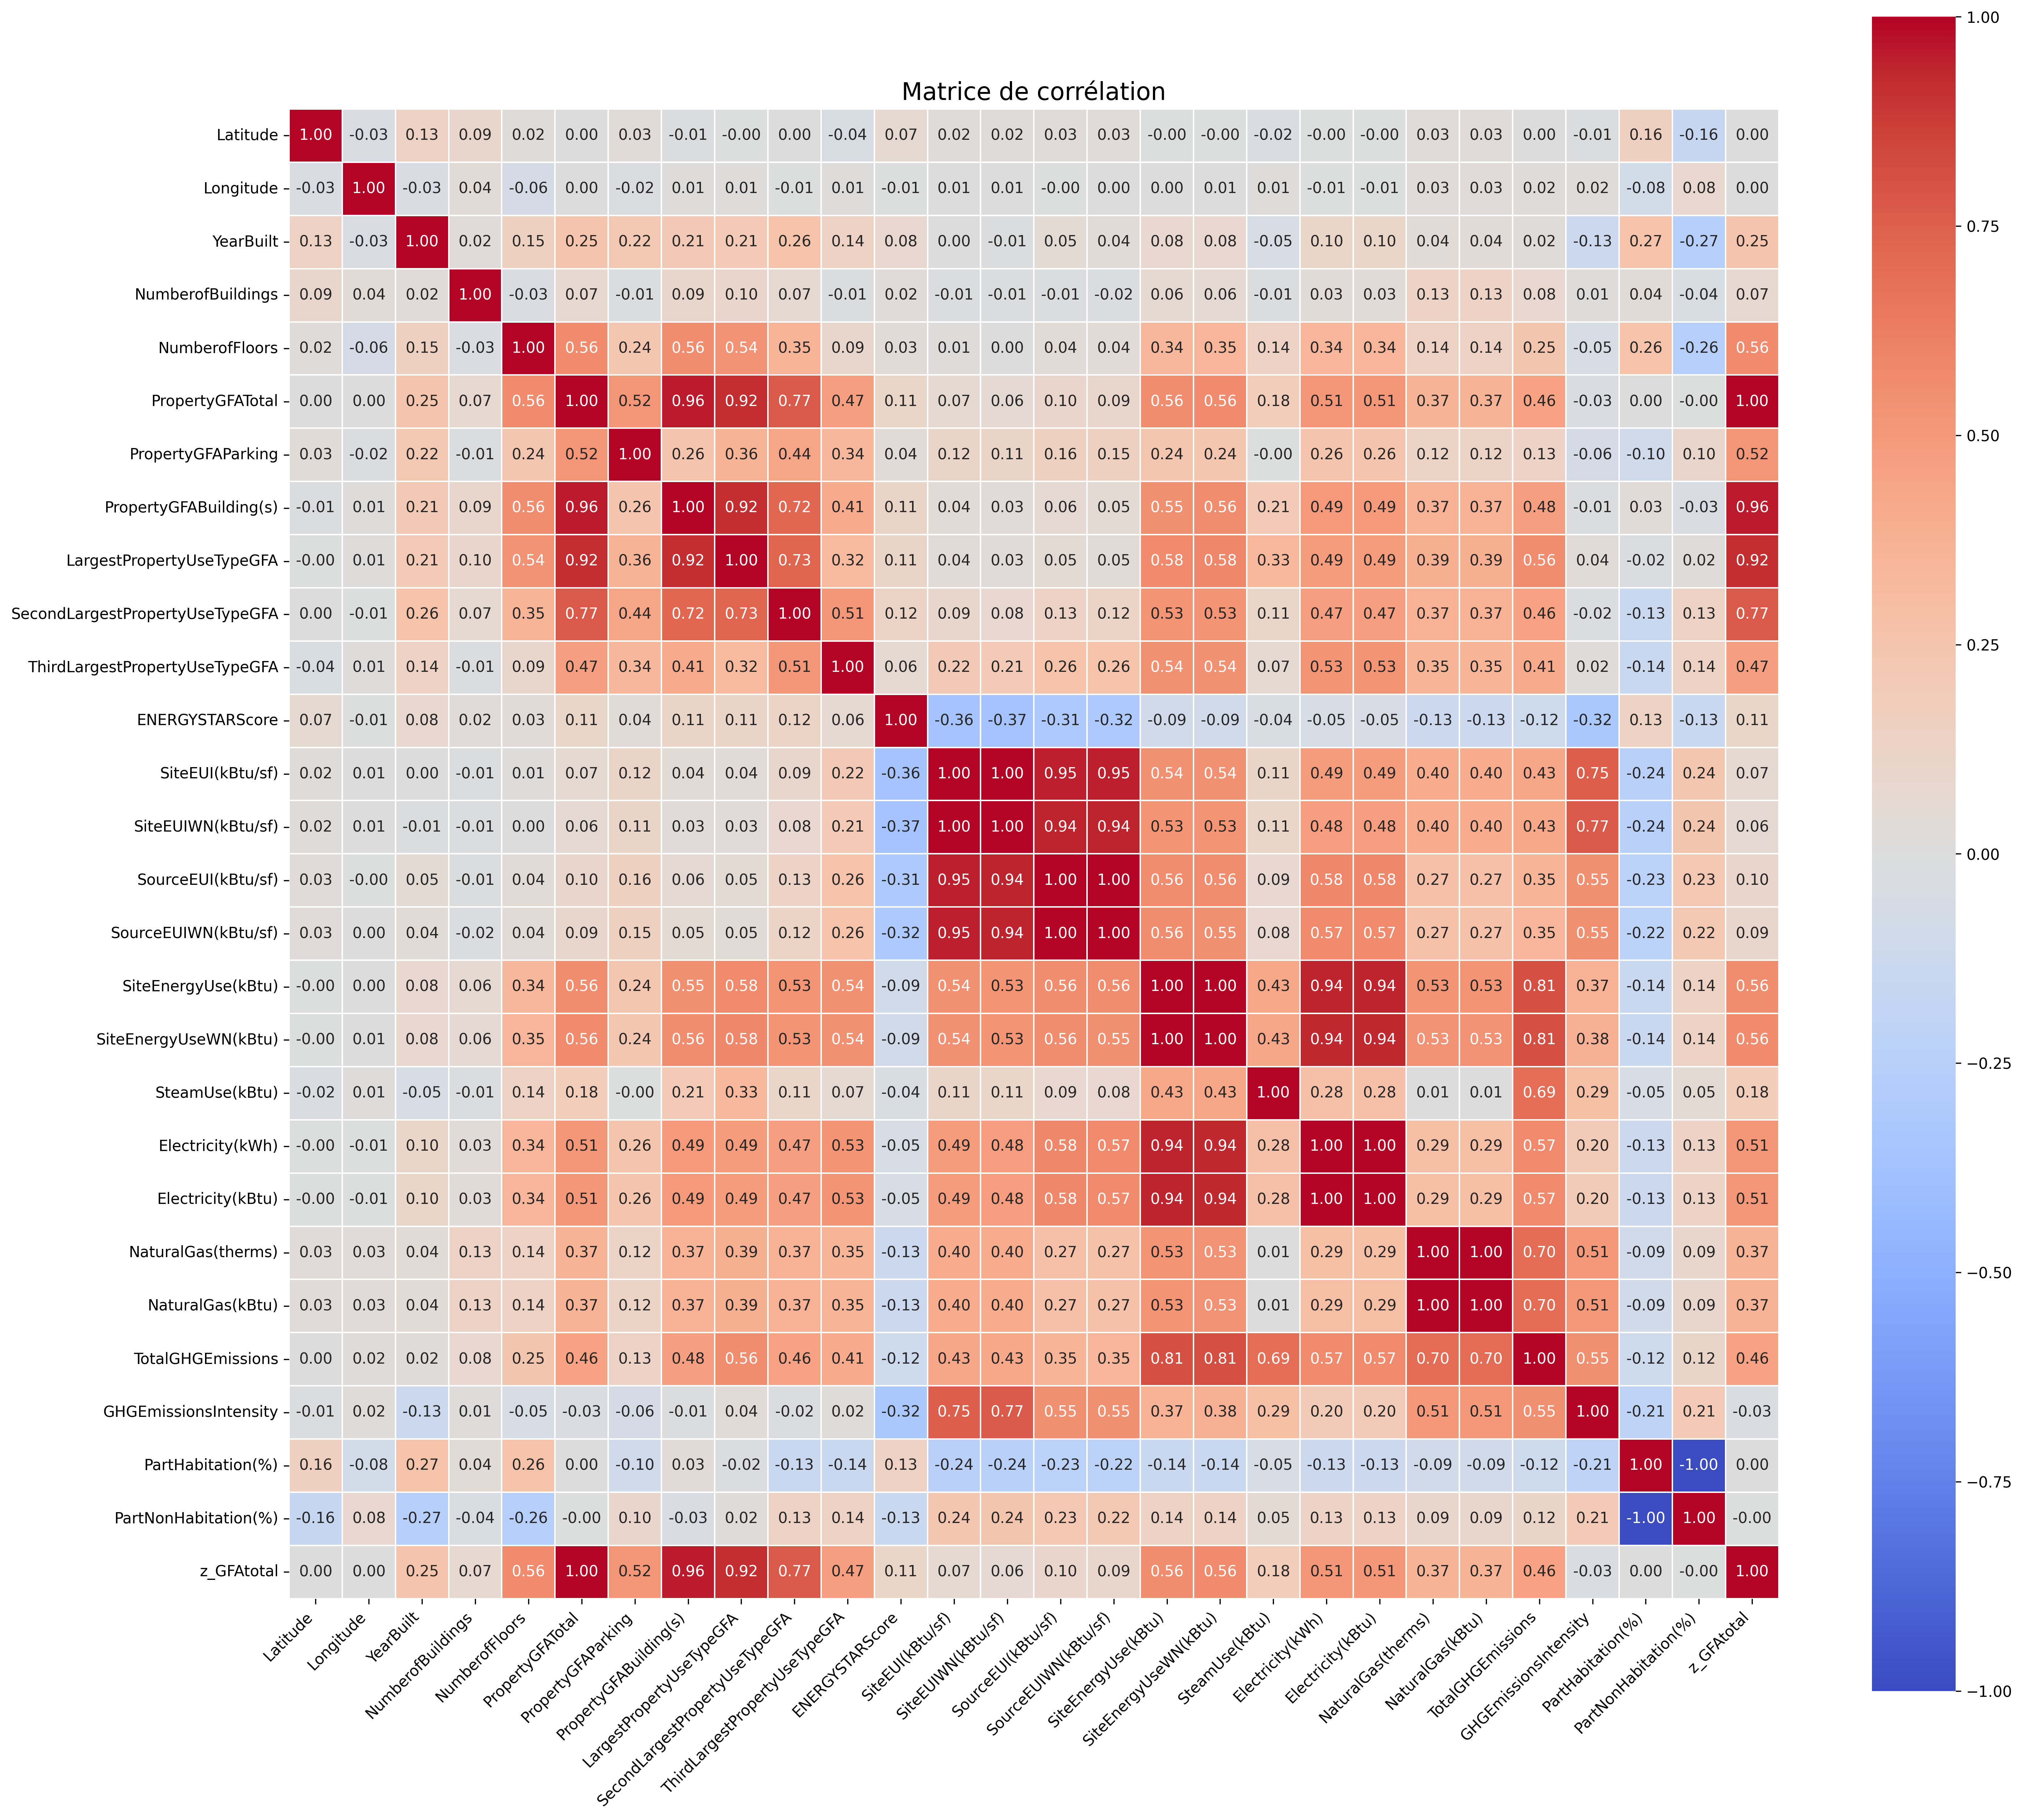 Matrice de corrélation
Latitude 1.00 -0.03 0.13 0.09 0.02 0.00 0.03 -0.01 -0.00 0.00 -0.04 0.07 0.02 0.02 0.03 0.03 -0.00 -0.00 -0.02 -0.00 -0.00 0.03 0.03 0.00 -0.01 0.16 -0.16 0.00
Longitude -0.03 1.00 -0.03 0.04 -0.06 0.00 -0.02 0.01 0.01 -0.01 0.01 -0.01 0.01 0.01 -0.00 0.00 0.00 0.01 0.01 -0.01 -0.01 0.03 0.03 0.02 0.02 -0.08 0.08 0.00
YearBuilt 0.13 -0.03 1.00 0.02 0.15 0.25 0.22 0.21 0.21 0.26 0.14 0.08 0.00 -0.01 0.05 0.04 0.08 0.08 -0.05 0.10 0.10 0.04 0.04 0.02 -0.13 0.27 -0.27 0.25
NumberofBuildings 0.09 0.04 0.02 1.00 -0.03 0.07 -0.01 0.09 0.10 0.07 -0.01 0.02 -0.01 -0.01 -0.01 -0.02 0.06 0.06 -0.01 0.03 0.03 0.13 0.13 0.08 0.01 0.04 -0.04 0.07
NumberofFloors 0.02 -0.06 0.15 -0.03 1.00 0.56 0.24 0.56 0.54 0.35 0.09 0.03 0.01 0.00 0.04 0.04 0.34 0.35 0.14 0.34 0.34 0.14 0.14 0.25 -0.05 0.26 -0.26 0.56
PropertyGFATotal 0.00 0.00 0.25 0.07 0.56 1.00 0.52 0.96 0.92 0.77 0.47 0.11 0.07 0.06 0.10 0.09 0.56 0.56 0.18 0.51 0.51 0.37 0.37 0.46 -0.03 0.00 -0.00 1.00
PropertyGFAParking 0.03 -0.02 0.22 -0.01 0.24 0.52 1.00 0.26 0.36 0.44 0.34 0.04 0.12 0.11 0.16 0.15 0.24 0.24 -0.00 0.26 0.26 0.12 0.12 0.13 -0.06 -0.10 0.10 0.52
PropertyGFABuilding(s) -0.01 0.01 0.21 0.09 0.56 0.96 0.26 1.00 0.92 0.72 0.41 0.11 0.04 0.03 0.06 0.05 0.55 0.56 0.21 0.49 0.49 0.37 0.37 0.48 -0.01 0.03 -0.03 0.96
LargestPropertyUseTypeGFA -0.00 0.01 0.21 0.10 0.54 0.92 0.36 0.92 1.00 0.73 0.32 0.11 0.04 0.03 0.05 0.05 0.58 0.58 0.33 0.49 0.49 0.39 0.39 0.56 0.04 -0.02 0.02 0.92
SecondLargestPropertyUseTypeGFA 0.00 -0.01 0.26 0.07 0.35 0.77 0.44 0.72 0.73 1.00 0.51 0.12 0.09 0.08 0.13 0.12 0.53 0.53 0.11 0.47 0.47 0.37 0.37 0.46 -0.02 -0.13 0.13 0.77
ThirdLargestPropertyUseTypeGFA -0.04 0.01 0.14 -0.01 0.09 0.47 0.34 0.41 0.32 0.51 1.00 0.06 0.22 0.21 0.26 0.26 0.54 0.54 0.07 0.53 0.53 0.35 0.35 0.41 0.02 -0.14 0.14 0.47
ENERGYSTARScore 0.07 -0.01 0.08 0.02 0.03 0.11 0.04 0.11 0.11 0.12 0.06 1.00 -0.36 -0.37 -0.31 -0.32 -0.09 -0.09 -0.04 -0.05 -0.05 -0.13 -0.13 -0.12 -0.32 0.13 -0.13 0.11
SiteEUI(kBtu/sf) 0.02 0.01 0.00 -0.01 0.01 0.07 0.12 0.04 0.04 0.09 0.22 -0.36 1.00 1.00 0.95 0.95 0.54 0.54 0.11 0.49 0.49 0.40 0.40 0.43 0.75 -0.24 0.24 0.07
SiteEUIWN(kBtu/sf) 0.02 0.01 -0.01 -0.01 0.00 0.06 0.11 0.03 0.03 0.08 0.21 -0.37 1.00 1.00 0.94 0.94 0.53 0.53 0.11 0.48 0.48 0.40 0.40 0.43 0.77 -0.24 0.24 0.06
SourceEUI(kBtu/sf) 0.03 -0.00 0.05 -0.01 0.04 0.10 0.16 0.06 0.05 0.13 0.26 -0.31 0.95 0.94 1.00 1.00 0.56 0.56 0.09 0.58 0.58 0.27 0.27 0.35 0.55 -0.23 0.23 0.10
SourceEUIWN(kBtu/sf) 0.03 0.00 0.04 -0.02 0.04 0.09 0.15 0.05 0.05 0.12 0.26 -0.32 0.95 0.94 1.00 1.00 0.56 0.55 0.08 0.57 0.57 0.27 0.27 0.35 0.55 -0.22 0.22 0.09
SiteEnergyUse(kBtu) -0.00 0.00 0.08 0.06 0.34 0.56 0.24 0.55 0.58 0.53 0.54 -0.09 0.54 0.53 0.56 0.56 1.00 1.00 0.43 0.94 0.94 0.53 0.53 0.81 0.37 -0.14 0.14 0.56
SiteEnergyUseWN(kBtu) -0.00 0.01 0.08 0.06 0.35 0.56 0.24 0.56 0.58 0.53 0.54 -0.09 0.54 0.53 0.56 0.55 1.00 1.00 0.43 0.94 0.94 0.53 0.53 0.81 0.38 -0.14 0.14 0.56
SteamUse(kBtu) -0.02 0.01 -0.05 -0.01 0.14 0.18 -0.00 0.21 0.33 0.11 0.07 -0.04 0.11 0.11 0.09 0.08 0.43 0.43 1.00 0.28 0.28 0.01 0.01 0.69 0.29 -0.05 0.05 0.18
Electricity(kWh) -0.00 -0.01 0.10 0.03 0.34 0.51 0.26 0.49 0.49 0.47 0.53 -0.05 0.49 0.48 0.58 0.57 0.94 0.94 0.28 1.00 1.00 0.29 0.29 0.57 0.20 -0.13 0.13 0.51
Electricity(kBtu) -0.00 -0.01 0.10 0.03 0.34 0.51 0.26 0.49 0.49 0.47 0.53 -0.05 0.49 0.48 0.58 0.57 0.94 0.94 0.28 1.00 1.00 0.29 0.29 0.57 0.20 -0.13 0.13 0.51
NaturalGas(therms) 0.03 0.03 0.04 0.13 0.14 0.37 0.12 0.37 0.39 0.37 0.35 -0.13 0.40 0.40 0.27 0.27 0.53 0.53 0.01 0.29 0.29 1.00 1.00 0.70 0.51 -0.09 0.09 0.37
NaturalGas(kBtu) 0.03 0.03 0.04 0.13 0.14 0.37 0.12 0.37 0.39 0.37 0.35 -0.13 0.40 0.40 0.27 0.27 0.53 0.53 0.01 0.29 0.29 1.00 1.00 0.70 0.51 -0.09 0.09 0.37
TotalGHGEmissions 0.00 0.02 0.02 0.08 0.25 0.46 0.13 0.48 0.56 0.46 0.41 -0.12 0.43 0.43 0.35 0.35 0.81 0.81 0.69 0.57 0.57 0.70 0.70 1.00 0.55 -0.12 0.12 0.46
GHGEmissionsIntensity -0.01 0.02 -0.13 0.01 -0.05 -0.03 -0.06 -0.01 0.04 -0.02 0.02 -0.32 0.75 0.77 0.55 0.55 0.37 0.38 0.29 0.20 0.20 0.51 0.51 0.55 1.00 -0.21 0.21 -0.03
PartHabitation(%) 0.16 -0.08 0.27 0.04 0.26 0.00 -0.10 0.03 -0.02 -0.13 -0.14 0.13 -0.24 -0.24 -0.23 -0.22 -0.14 -0.14 -0.05 -0.13 -0.13 -0.09 -0.09 -0.12 -0.21 1.00 -1.00 0.00
PartNonHabitation(%) -0.16 0.08 -0.27 -0.04 -0.26 -0.00 0.10 -0.03 0.02 0.13 0.14 -0.13 0.24 0.24 0.23 0.22 0.14 0.14 0.05 0.13 0.13 0.09 0.09 0.12 0.21 -1.00 1.00 -0.00
z_GFAtotal 0.00 0.00 0.25 0.07 0.56 1.00 0.52 0.96 0.92 0.77 0.47 0.11 0.07 0.06 0.10 0.09 0.56 0.56 0.18 0.51 0.51 0.37 0.37 0.46 -0.03 0.00 -0.00 1.00
Latitude
Longitude
YearBuilt
NumberofBuildings
NumberofFloors
PropertyGFATotal
PropertyGFAParking
PropertyGFABuilding(s)
LargestPropertyUseTypeGFA
SecondLargestPropertyUseTypeGFA
ThirdLargestPropertyUseTypeGFA
ENERGYSTARScore
SiteEUI(kBtu/sf)
SiteEUIWN(kBtu/sf)
SourceEUI(kBtu/sf)
SourceEUIWN(kBtu/sf)
SiteEnergyUse(kBtu)
SiteEnergyUseWN(kBtu)
SteamUse(kBtu)
Electricity(kWh)
Electricity(kBtu)
NaturalGas(therms)
NaturalGas(kBtu)
TotalGHGEmissions
GHGEmissionsIntensity
PartHabitation(%)
PartNonHabitation(%)
z_GFAtotal
1.00
0.75
0.50
0.25
0.00
−0.25
−0.50
−0.75
−1.00